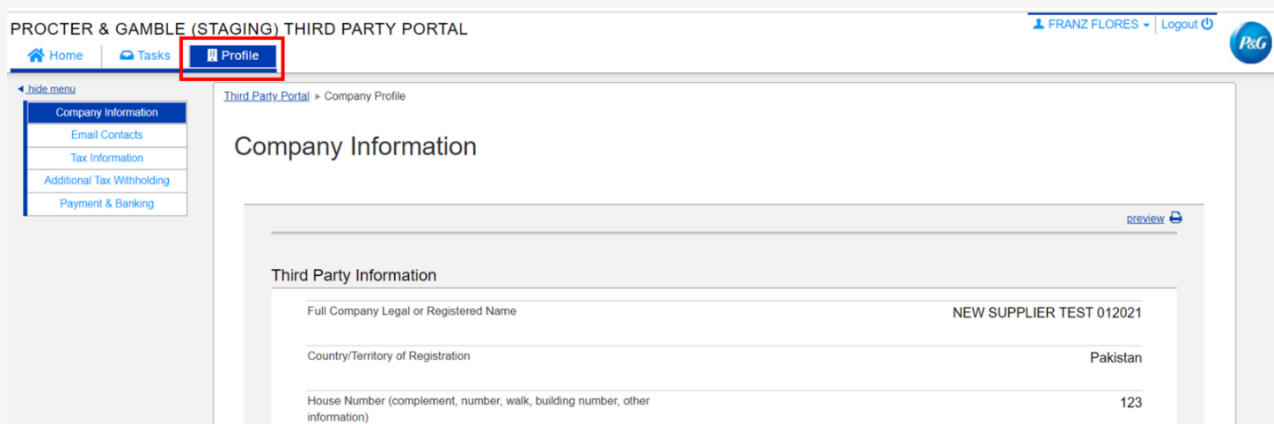 PROCTER & GAMBLE (STAGING) THIRD PARTY PORTAL
FRANZ FLORES Logout
P&G
Home Tasks Profile
hide menu
Company Information
Email Contacts
Tax Information
Additional Tax Withholding
Payment & Banking
Third Party Portal ▸ Company Profile
Company Information
preview
Third Party Information
Full Company Legal or Registered Name NEW SUPPLIER TEST 012021
Country/Territory of Registration Pakistan
House Number (complement, number, walk, building number, other 123
information)